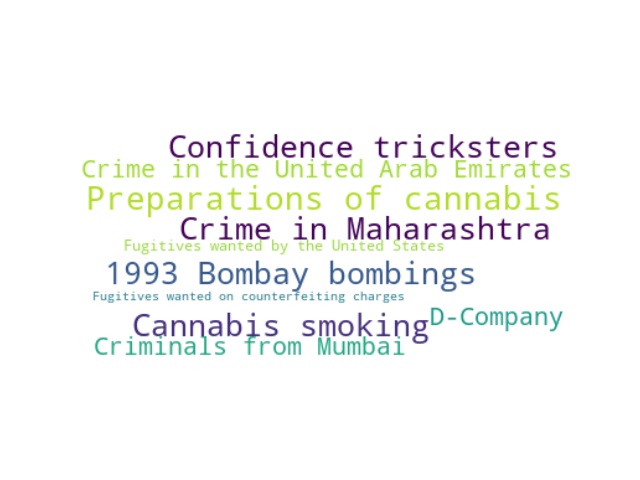 Confidence tricksters
Crime in the United Arab Emirates
Preparations of cannabis
Crime in Maharashtra
Fugitives wanted by the United States
1993 Bombay bombings
Fugitives wanted on counterfeiting charges
D-Company
Cannabis smoking
Criminals from Mumbai